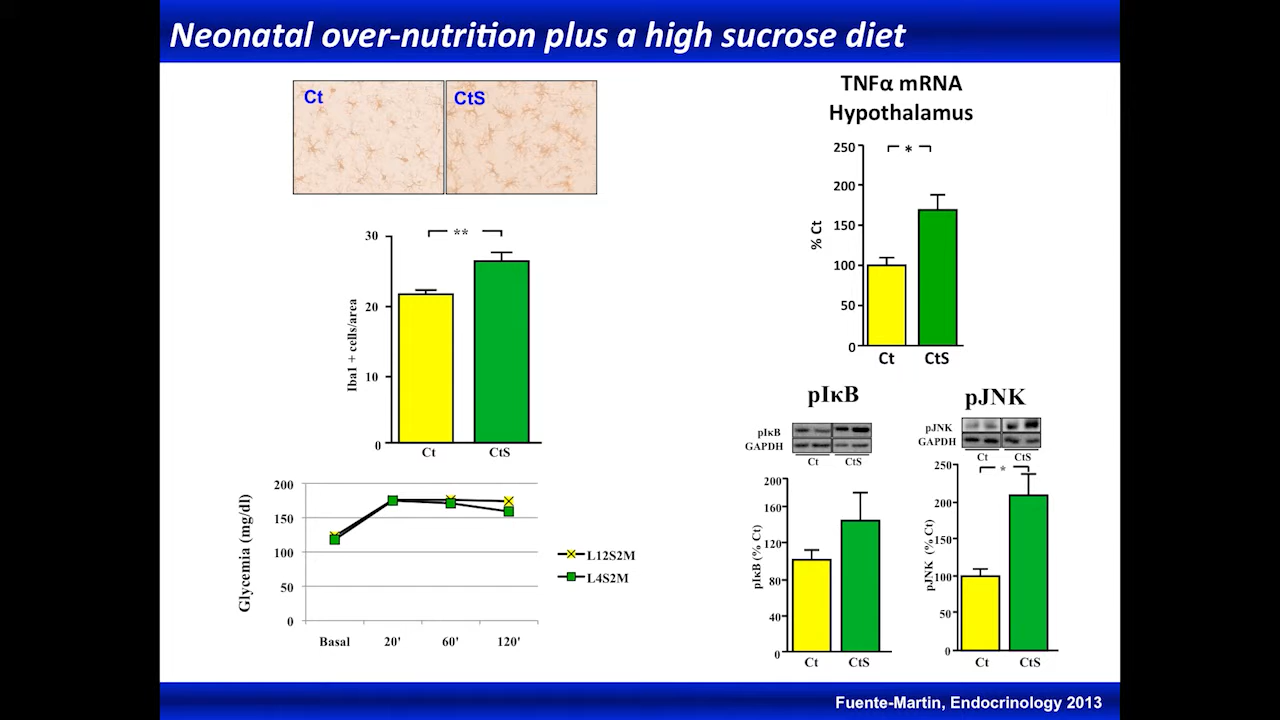 Neonatal over-nutrition plus a high sucrose diet
Ct
CtS
30
**
20
10
0
IbaI + cells/area
Ct
CtS
200
150
100
50
0
Glycemia (mg/dl)
Basal
20'
60'
120'
L12S2M
L4S2M
TNFα mRNA
Hypothalamus
250
*
200
150
100
50
0
% Ct
Ct
CtS
pIκB
pIκB
GAPDH
Ct
CtS
200
160
120
80
40
0
pIκB (% Ct)
Ct
CtS
pJNK
pJNK
GAPDH
Ct
CtS
250
*
200
150
100
50
0
pJNK (% Ct)
Ct
CtS
Fuente-Martin, Endocrinology 2013